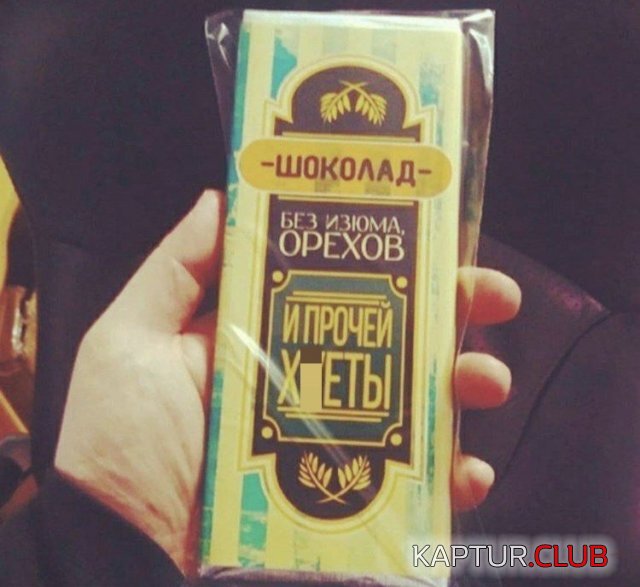 -ШОКОЛАД-
БЕЗ ИЗЮМА,
ОРЕХОВ
И ПРОЧЕЙ
KAPTUR.CLUB